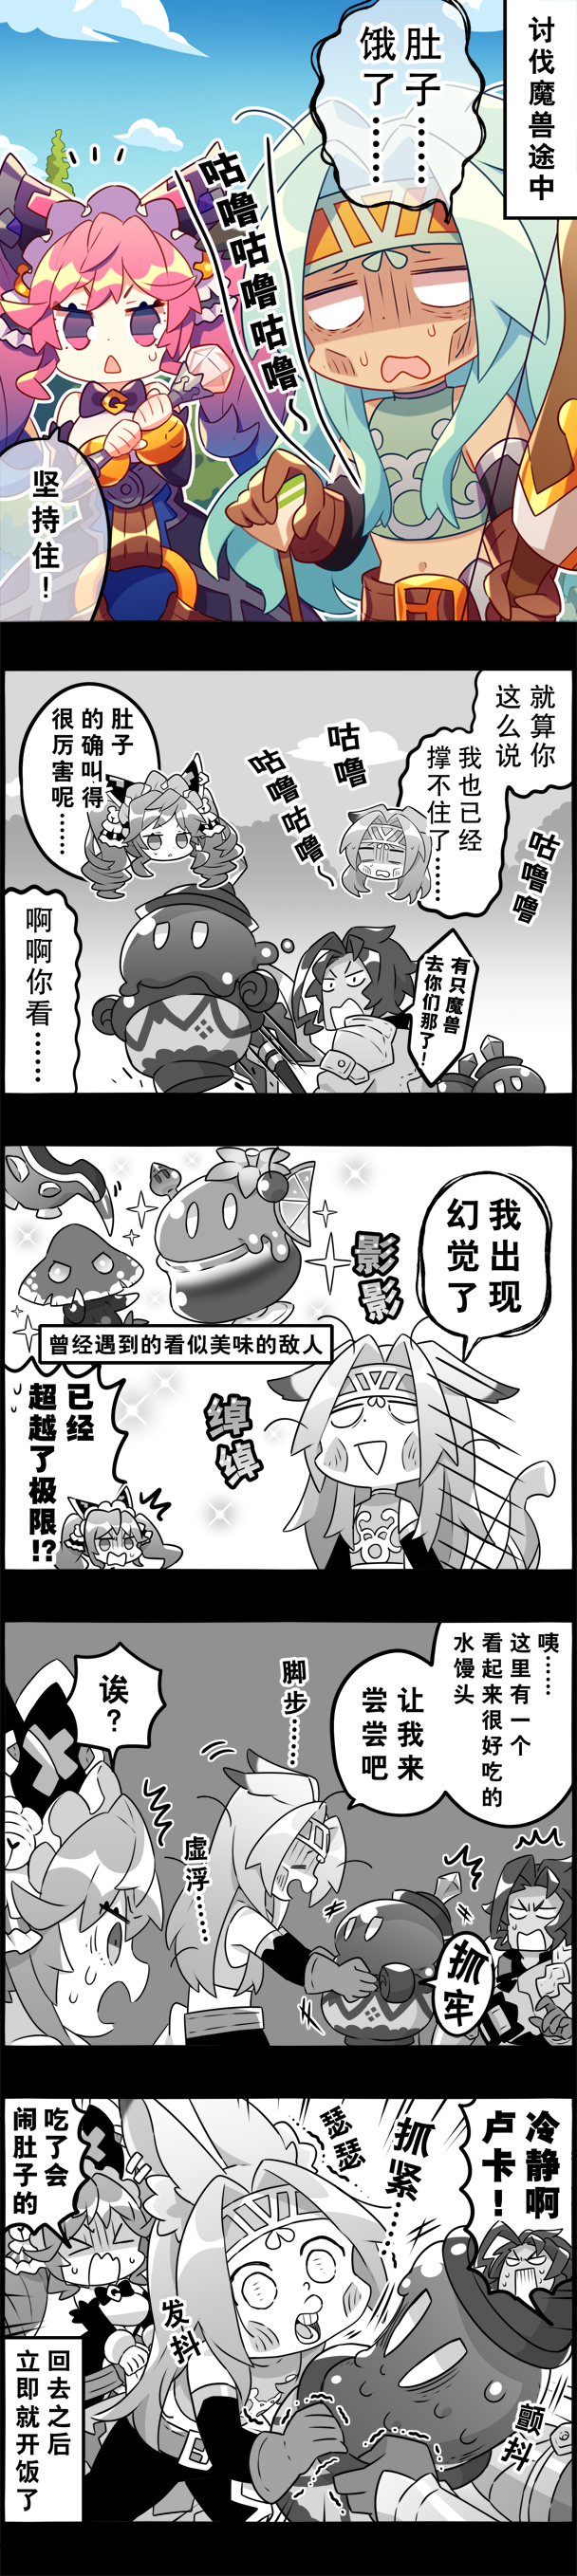 讨伐魔兽途中
肚子……
饿了……
咕噜咕噜噜咕噜～
坚持住！
G
就算你
这么说
我也已经
撑不住了……
咕噜噜
咕噜
咕噜咕噜～
肚子
的确叫得
很厉害呢……
有只魔兽
去你们那了！
啊啊你看……
我出现
幻觉了
影影
绰绰
曾经遇到的看似美味的敌人
已经
超越了极限!?
咦……
这里有一个
看起来很好吃的
水馒头
让我来
尝尝吧
脚步……
虚浮……
诶？
抓牢
冷静啊
卢卡！
抓紧……
瑟瑟
发抖
颤抖
吃了会
闹肚子的
回去之后
立即就开饭了